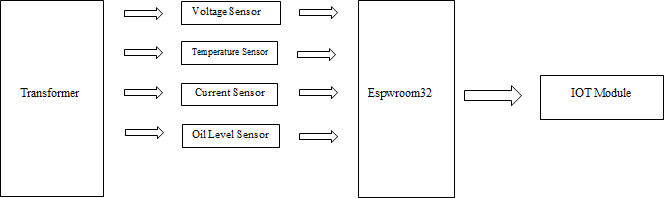 Voltage Sensor
Temperature Sensor
Transformer
Current Sensor
Espwroom32
IOT Module
Oil Level Sensor